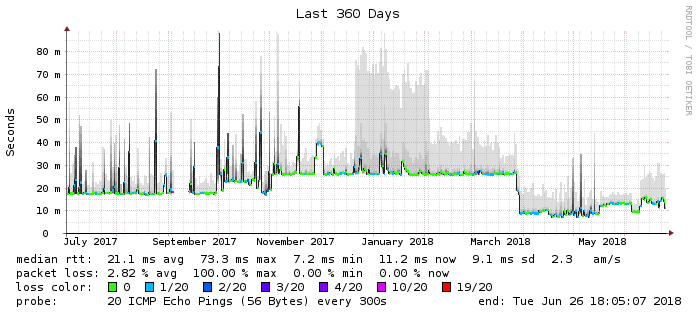 Last 360 Days
RRDTOOL / TOBI OETIKER
Seconds
80 m
70 m
60 m
50 m
40 m
30 m
20 m
10 m
0
July 2017 September 2017 November 2017 January 2018 March 2018 May 2018
median rtt: 21.1 ms avg 73.3 ms max 7.2 ms min 11.2 ms now 9.1 ms sd 2.3 am/s
packet loss: 2.82 % avg 100.00 % max 0.00 % min 0.00 % now
loss color: 0 1/20 2/20 3/20 4/20 10/20 19/20
probe: 20 ICMP Echo Pings (56 Bytes) every 300s end: Tue Jun 26 18:05:07 2018